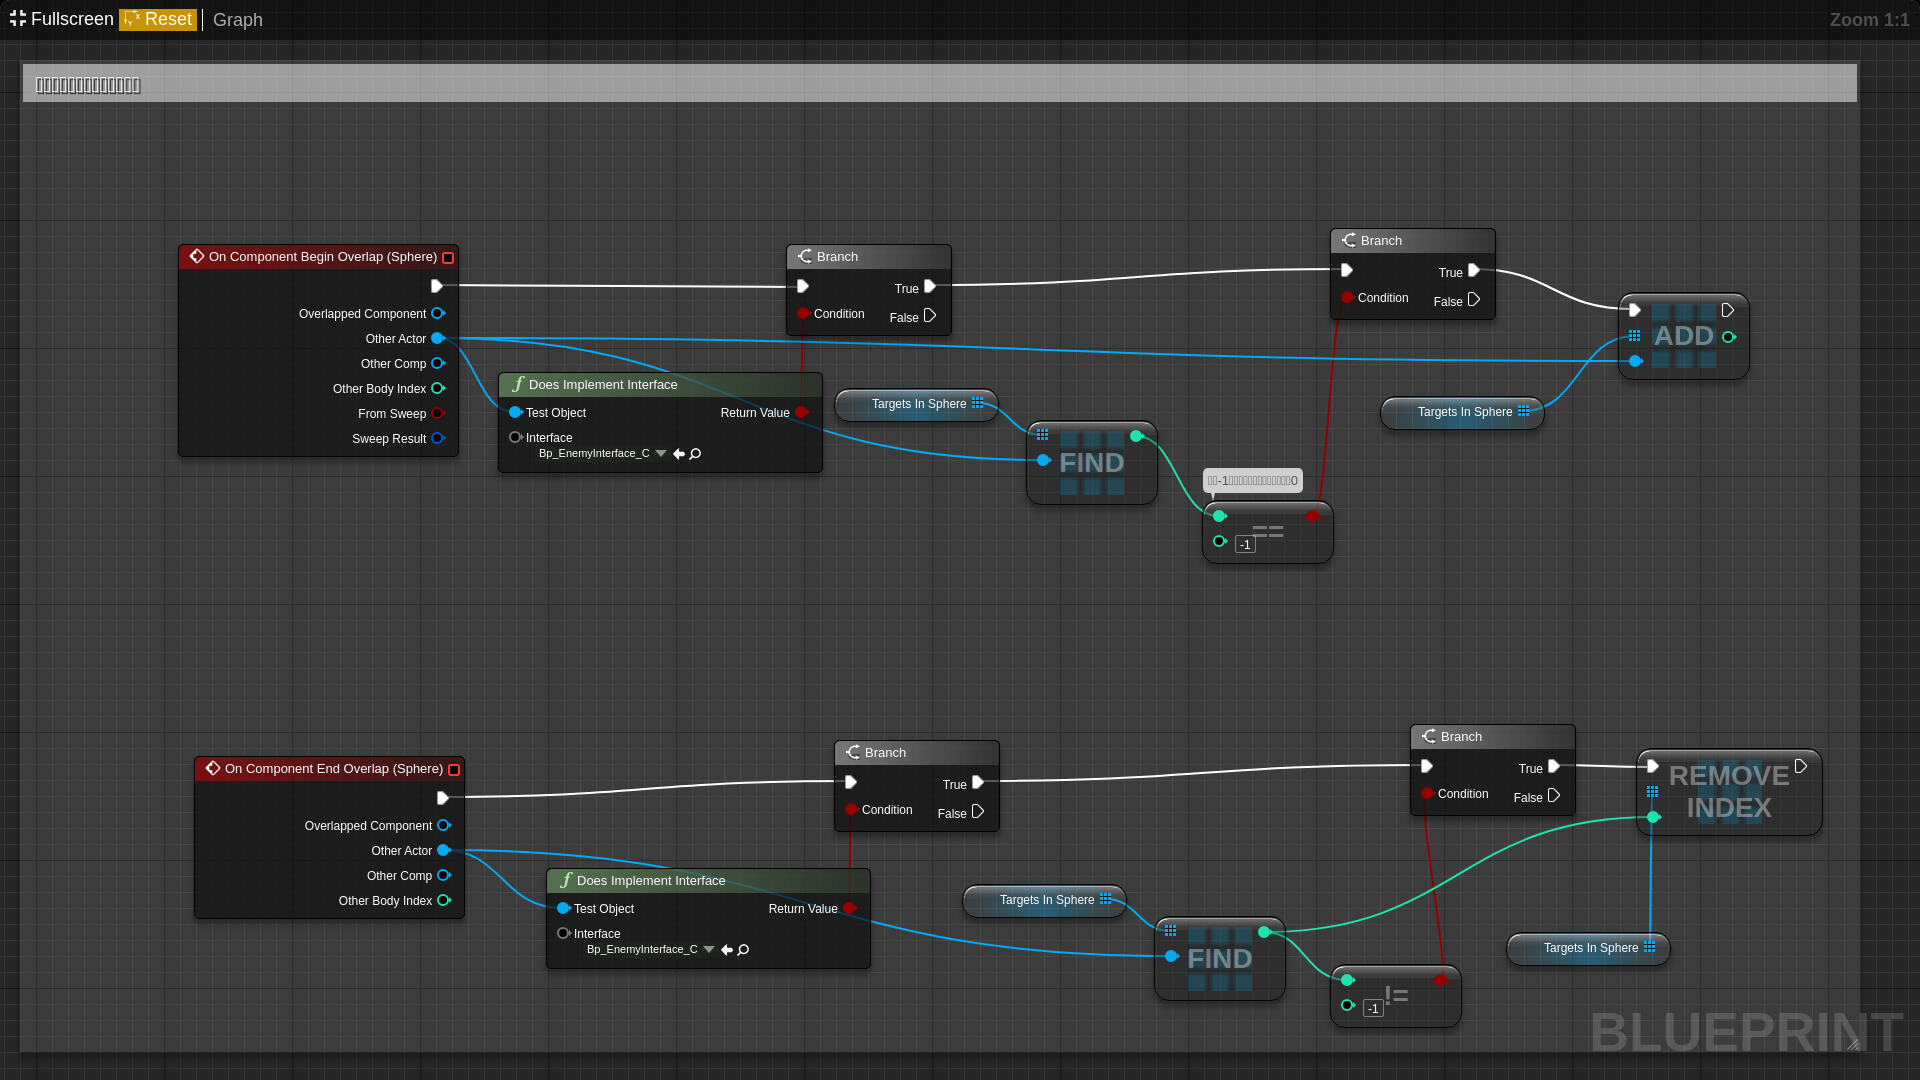 Fullscreen Reset Graph Zoom 1:1
On Component Begin Overlap (Sphere)
Overlapped Component
Other Actor
Other Comp
Other Body Index
From Sweep
Sweep Result
Does Implement Interface
Test Object Return Value
Interface
Bp_EnemyInterface_C
Branch
True
Condition
False
Targets In Sphere
FIND
-1 0
==
-1
Branch
True
Condition
False
Targets In Sphere
ADD
On Component End Overlap (Sphere)
Overlapped Component
Other Actor
Other Comp
Other Body Index
Does Implement Interface
Test Object Return Value
Interface
Bp_EnemyInterface_C
Branch
True
Condition
False
Targets In Sphere
FIND
!=
-1
Branch
True
Condition
False
Targets In Sphere
REMOVE
INDEX
BLUEPRINT